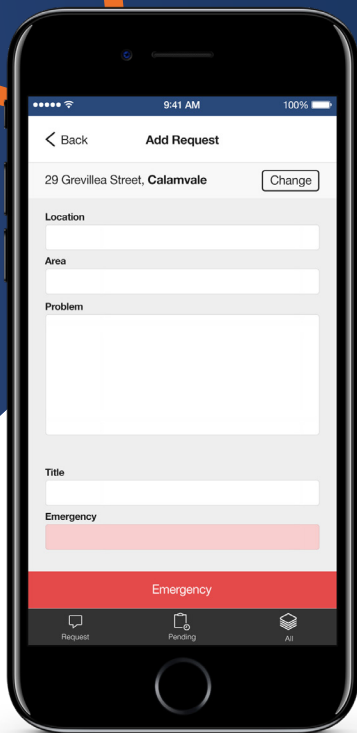 9:41 AM 100%
Back Add Request
29 Grevillea Street, Calamvale Change
Location
Area
Problem
Title
Emergency
Emergency
Request Pending All